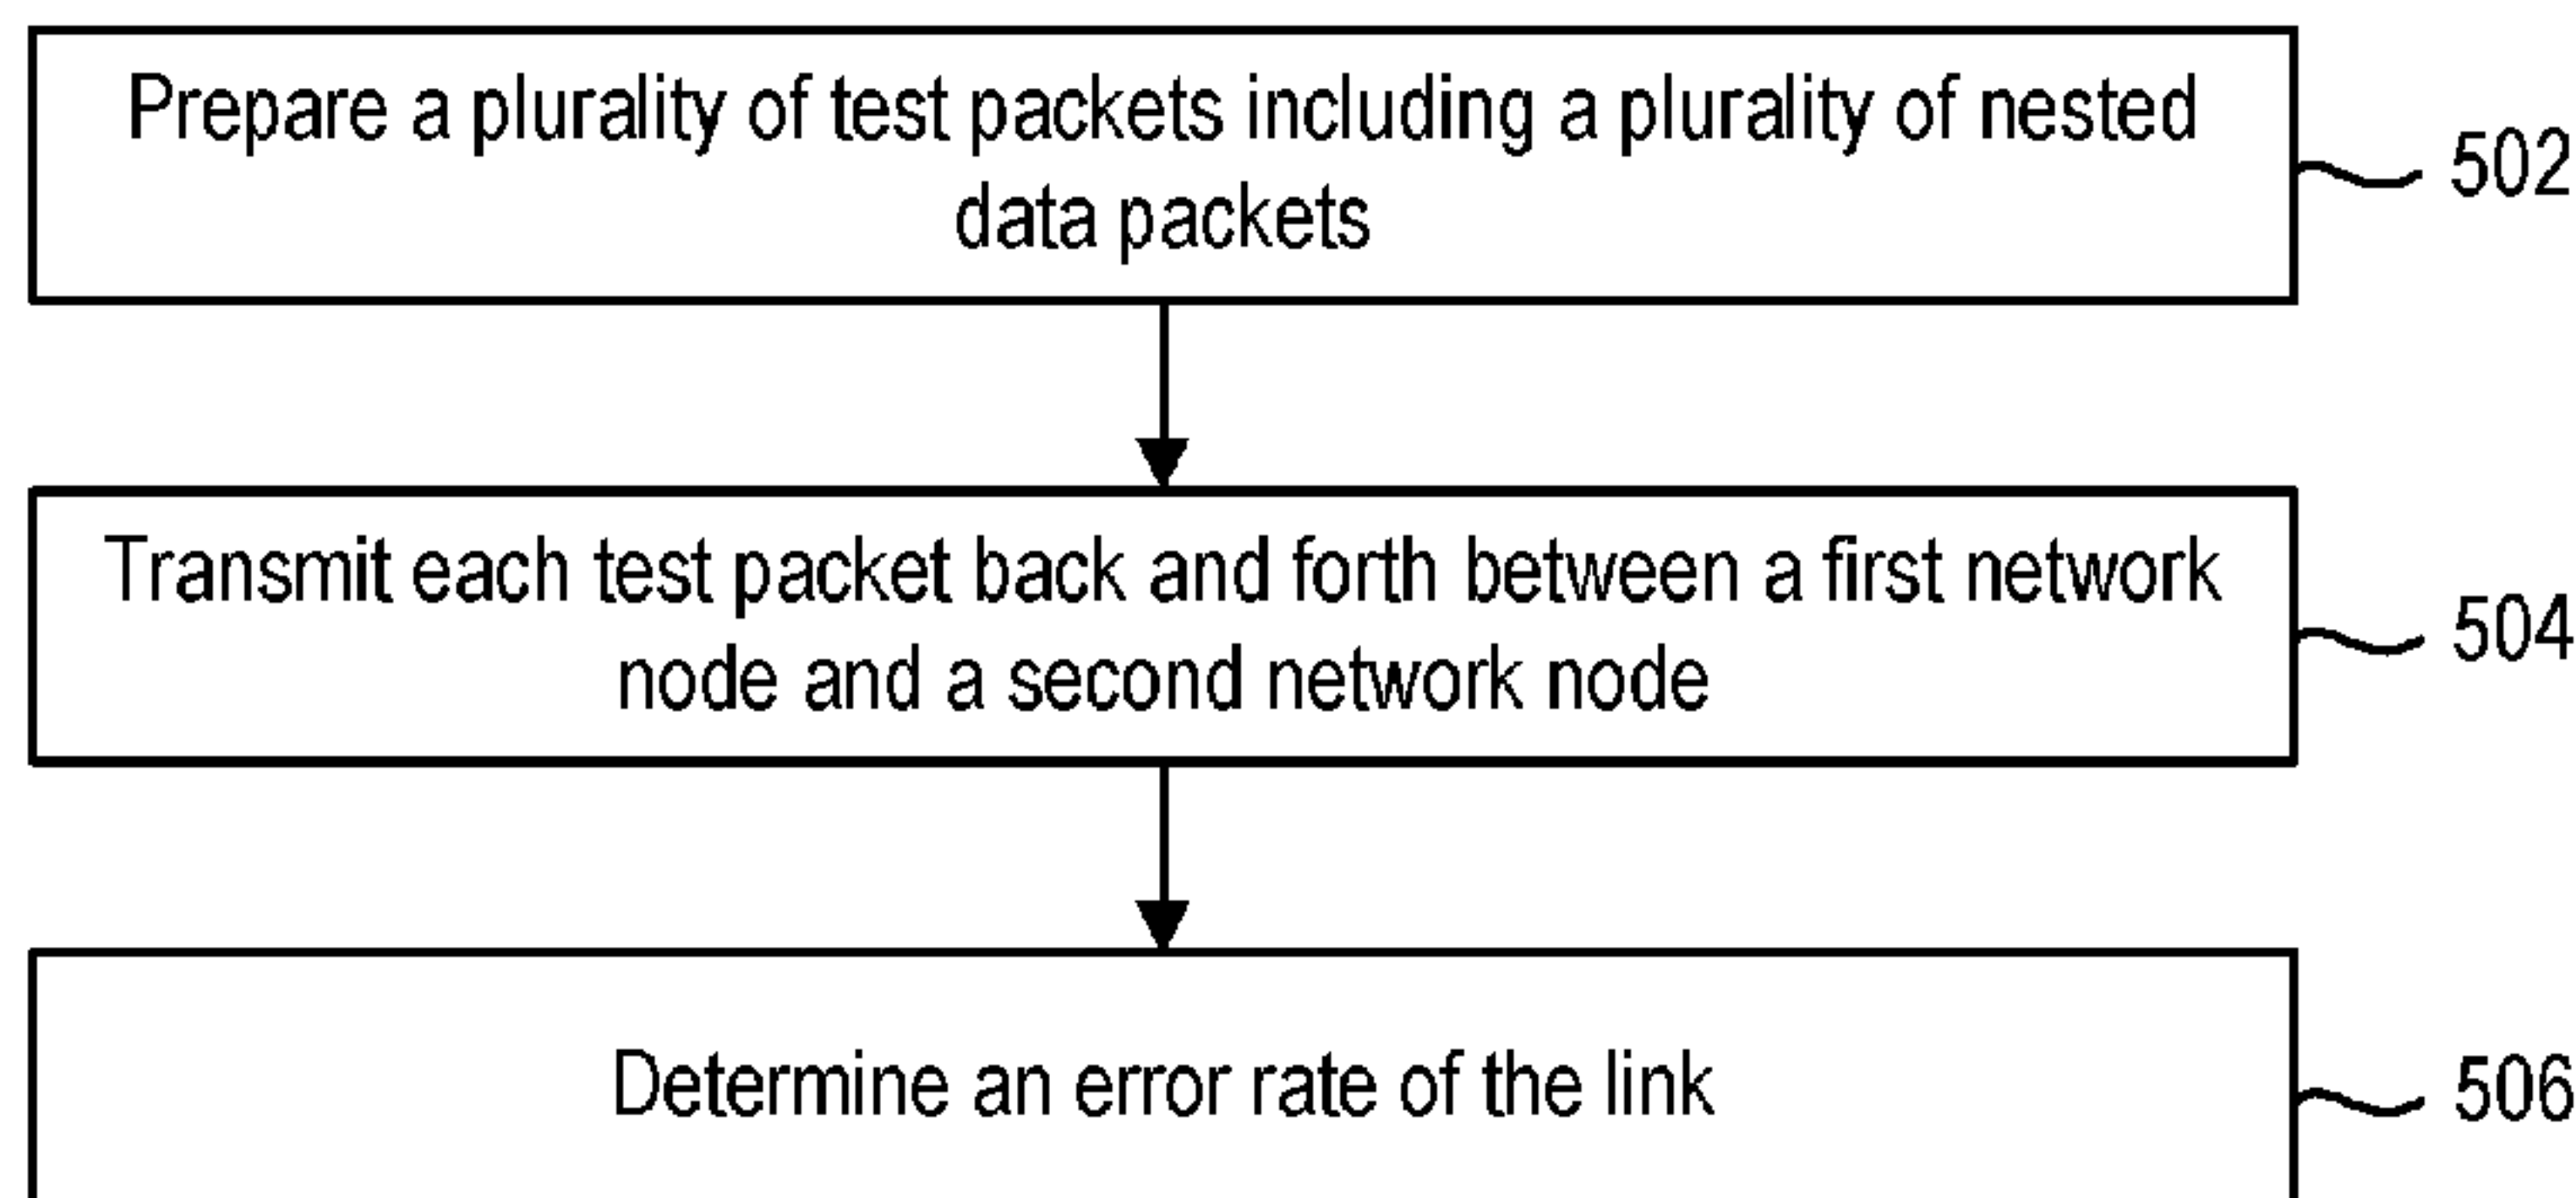 Prepare a plurality of test packets including a plurality of nested
data packets
502
Transmit each test packet back and forth between a first network
node and a second network node
504
Determine an error rate of the link
506